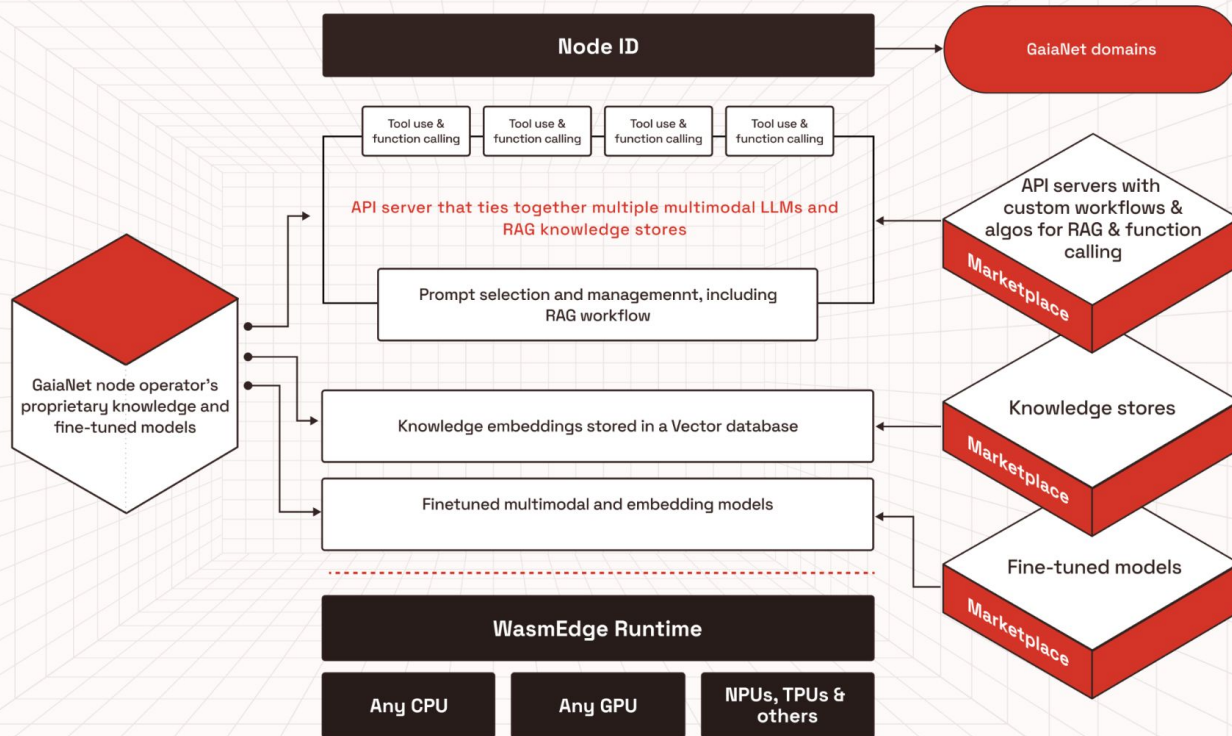 Node ID
GaiaNet domains
Tool use &
function calling
Tool use &
function calling
Tool use &
function calling
Tool use &
function calling
API server that ties together multiple multimodal LLMs and
RAG knowledge stores
Prompt selection and managemennt, including
RAG workflow
API servers with
custom workflows &
algos for RAG & function
calling
Marketplace
GaiaNet node operator's
proprietary knowledge and
fine-tuned models
Knowledge embeddings stored in a Vector database
Knowledge stores
Marketplace
Finetuned multimodal and embedding models
Fine-tuned models
Marketplace
WasmEdge Runtime
Any CPU
Any GPU
NPUs, TPUs &
others